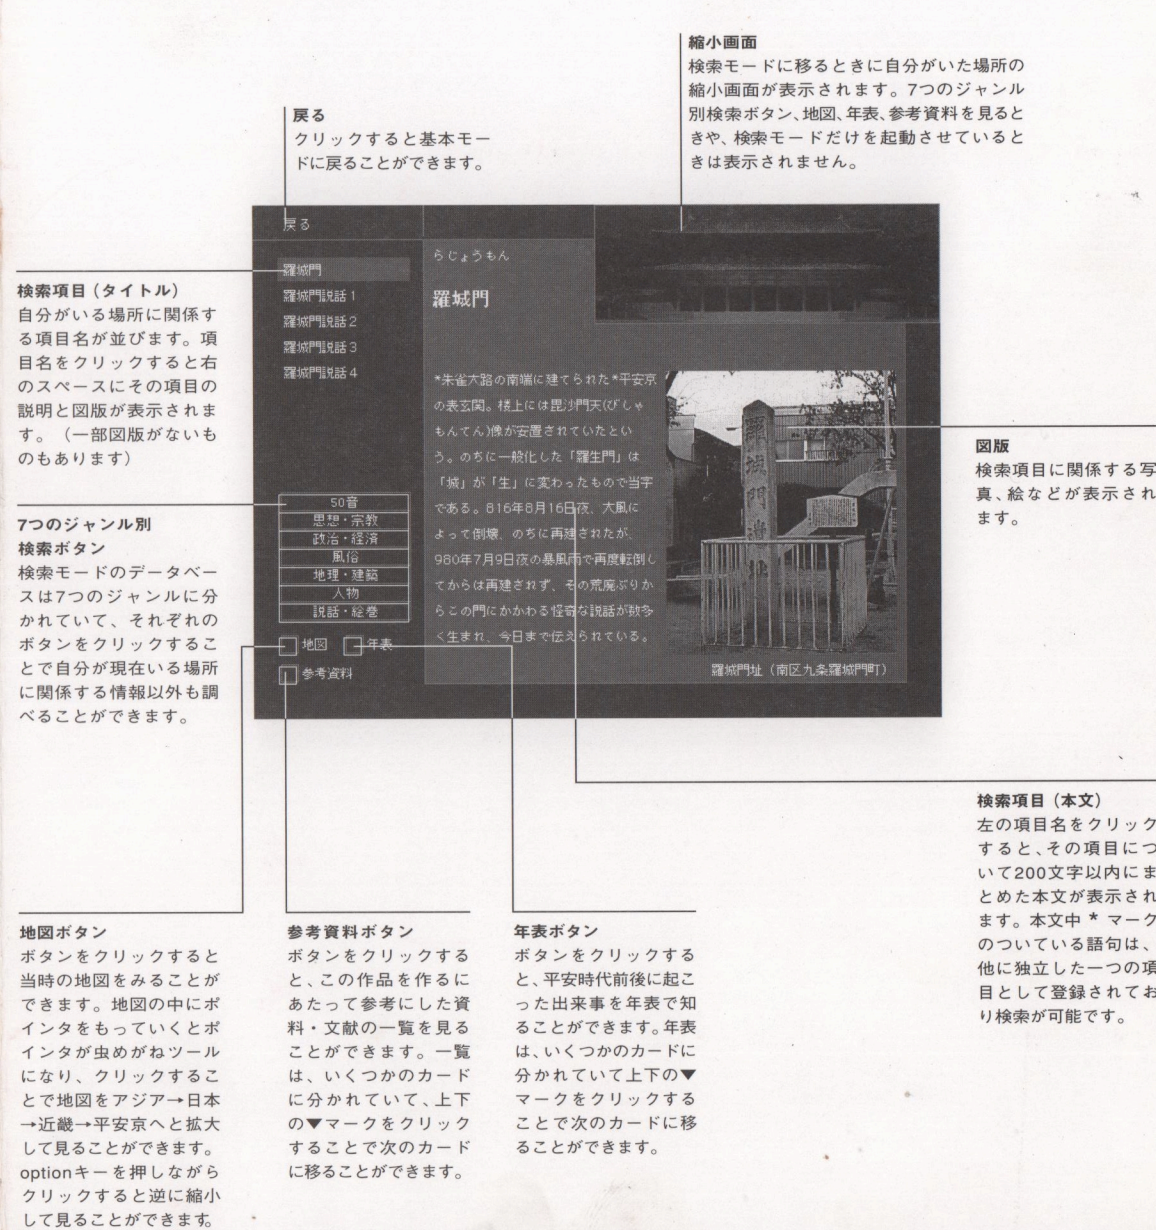 縮小画面
検索モードに移るときに自分がいた場所の
縮小画面が表示されます。7つのジャンル
別検索ボタン、地図、年表、参考資料を見ると
きや、検索モードだけを起動させていると
きは表示されません。
戻る
クリックすると基本モー
ドに戻ることができます。
検索項目（タイトル）
自分がいる場所に関係す
る項目名が並びます。項
目名をクリックすると右
のスペースにその項目の
説明と図版が表示されま
す。（一部図版がないも
のもあります）
7つのジャンル別
検索ボタン
検索モードのデータベー
スは7つのジャンルに分
かれていて、それぞれの
ボタンをクリックするこ
とで自分が現在いる場所
に関係する情報以外も調
べることができます。
戻る
羅城門
羅城門説話1
羅城門説話2
羅城門説話3
羅城門説話4
50音
思想・宗教
政治・経済
風俗
地理・建築
人物
説話・絵巻
地図 年表
参考資料
らじょうもん
羅城門
*朱雀大路の南端に建てられた*平安京
の表玄関。楼上には毘沙門天(びしゃ
もんてん)像が安置されていたとい
う。のちに一般化した「羅生門」は
「城」が「生」に変わったもので当字
である。816年8月16日夜、大風に
よって倒壊、のちに再建されたが、
980年7月9日夜の暴風雨で再度転倒し
てからは再建されず、その荒廃ぶりか
らこの門にかかわる怪奇な説話が数多
く生まれ、今日まで伝えられている。
羅城門址
羅城門址（南区九条羅城門町）
図版
検索項目に関係する写
真、絵などが表示され
ます。
検索項目（本文）
左の項目名をクリック
すると、その項目につ
いて200文字以内にま
とめた本文が表示され
ます。本文中 * マーク
のついている語句は、
他に独立した一つの項
目として登録されてお
り検索が可能です。
地図ボタン
ボタンをクリックすると
当時の地図をみることが
できます。地図の中にポ
インタをもっていくとポ
インタが虫めがねツール
になり、クリックするこ
とで地図をアジア→日本
→近畿→平安京へと拡大
して見ることができます。
optionキーを押しながら
クリックすると逆に縮小
して見ることができます。
参考資料ボタン
ボタンをクリックする
と、この作品を作るに
あたって参考にした資
料・文献の一覧を見る
ことができます。一覧
は、いくつかのカード
に分かれていて、上下
の▼マークをクリック
することで次のカード
に移ることができます。
年表ボタン
ボタンをクリックする
と、平安時代前後に起こ
った出来事を年表で知
ることができます。年表
は、いくつかのカードに
分かれていて上下の▼
マークをクリックする
ことで次のカードに移
ることができます。